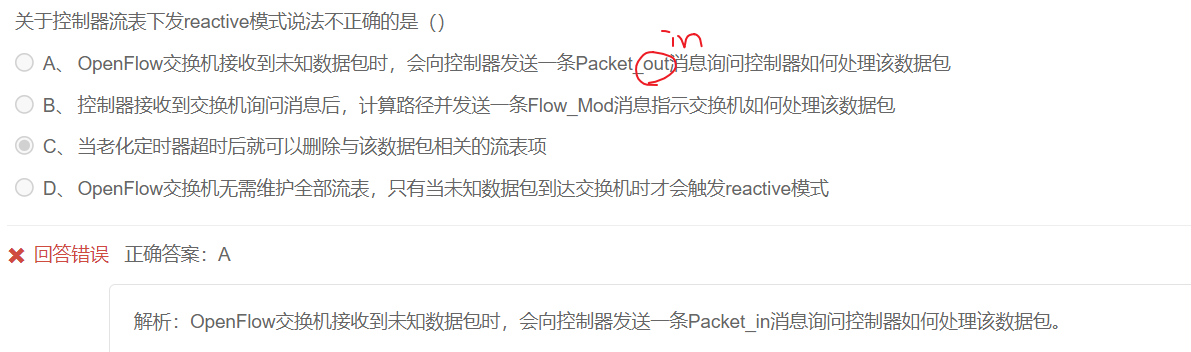 关于控制器流表下发reactive模式说法不正确的是（）
in
A、 OpenFlow交换机接收到未知数据包时，会向控制器发送一条Packet_out消息询问控制器如何处理该数据包
B、 控制器接收到交换机询问消息后，计算路径并发送一条Flow_Mod消息指示交换机如何处理该数据包
C、 当老化定时器超时后就可以删除与该数据包相关的流表项
D、 OpenFlow交换机无需维护全部流表，只有当未知数据包到达交换机时才会触发reactive模式
回答错误 正确答案：A
解析：OpenFlow交换机接收到未知数据包时，会向控制器发送一条Packet_in消息询问控制器如何处理该数据包。